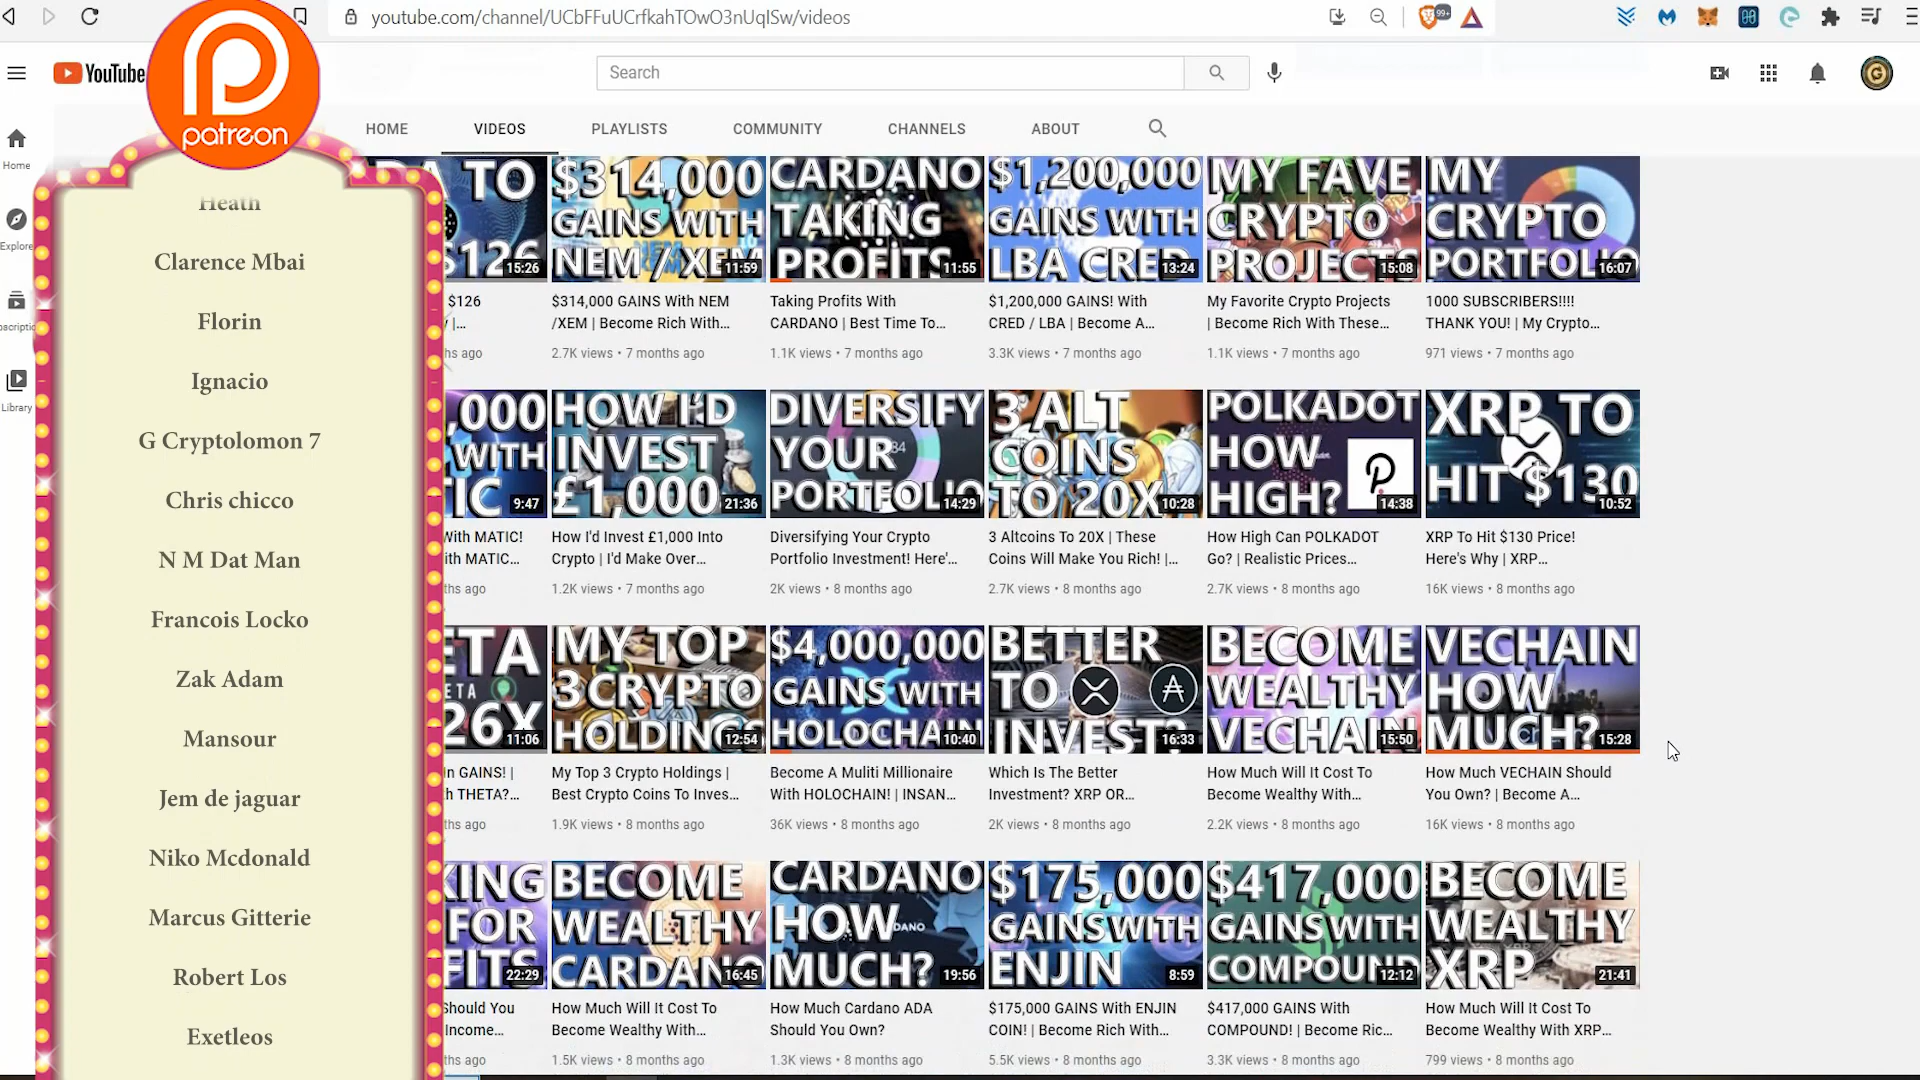 youtube.com/channel/UCbFFuUCrfkahTOwO3nUqISw/videos
99+
YouTube
Search
patreon
HOME
VIDEOS
PLAYLISTS
COMMUNITY
CHANNELS
ABOUT
Home
Explore
Library
Heath
Clarence Mbai
Florin
Ignacio
G Cryptolomon 7
Chris chicco
N M Dat Man
Francois Locko
Zak Adam
Mansour
Jem de jaguar
Niko Mcdonald
Marcus Gitterie
Robert Los
Exetleos
TO
$126
15:26
$126
$314,000
GAINS WITH
NEM / XEM
11:59
$314,000 GAINS With NEM
/XEM | Become Rich With...
2.7K views • 7 months ago
CARDANO
TAKING
PROFITS
11:55
Taking Profits With
CARDANO | Best Time To...
1.1K views • 7 months ago
$1,200,000
GAINS WITH
LBA CRED
13:24
$1,200,000 GAINS! With
CRED / LBA | Become A...
3.3K views • 7 months ago
MY FAVE
CRYPTO
PROJECTS
15:08
My Favorite Crypto Projects
| Become Rich With These...
1.1K views • 7 months ago
MY
CRYPTO
PORTFOLIO
16:07
1000 SUBSCRIBERS!!!!
THANK YOU! | My Crypto...
971 views • 7 months ago
,000
WITH
TIC
9:47
With MATIC!
ith MATIC...
HOW I'D
INVEST
£1,000
21:36
How I'd Invest £1,000 Into
Crypto | I'd Make Over...
1.2K views • 7 months ago
DIVERSIFY
YOUR
PORTFOLIO
14:29
Diversifying Your Crypto
Portfolio Investment! Here'...
2K views • 8 months ago
3 ALT
COINS
TO 20X
10:28
3 Altcoins To 20X | These
Coins Will Make You Rich! |...
2.7K views • 8 months ago
POLKADOT
HOW
HIGH?
14:38
How High Can POLKADOT
Go? | Realistic Prices...
2.7K views • 8 months ago
XRP TO
HIT $130
10:52
XRP To Hit $130 Price!
Here's Why | XRP...
16K views • 8 months ago
ETA
26X
11:06
n GAINS! |
h THETA?...
MY TOP
3 CRYPTO
HOLDINGS
12:54
My Top 3 Crypto Holdings |
Best Crypto Coins To Inves...
1.9K views • 8 months ago
$4,000,000
GAINS WITH
HOLOCHAIN
10:40
Become A Muliti Millionaire
With HOLOCHAIN! | INSAN...
36K views • 8 months ago
BETTER
TO
INVEST?
16:33
Which Is The Better
Investment? XRP OR...
2K views • 8 months ago
BECOME
WEALTHY
VECHAIN
15:50
How Much Will It Cost To
Become Wealthy With...
2.2K views • 8 months ago
VECHAIN
HOW
MUCH?
15:28
How Much VECHAIN Should
You Own? | Become A...
16K views • 8 months ago
KING
FOR
FITS
22:29
Should You
Income...
BECOME
WEALTHY
CARDANO
16:45
How Much Will It Cost To
Become Wealthy With...
1.5K views • 8 months ago
CARDANO
HOW
MUCH?
19:56
How Much Cardano ADA
Should You Own?
1.3K views • 8 months ago
$175,000
GAINS WITH
ENJIN
8:59
$175,000 GAINS With ENJIN
COIN! | Become Rich With...
5.5K views • 8 months ago
$417,000
GAINS WITH
COMPOUND
12:12
$417,000 GAINS With
COMPOUND! | Become Ric...
3.3K views • 8 months ago
BECOME
WEALTHY
XRP
21:41
How Much Will It Cost To
Become Wealthy With XRP...
799 views • 8 months ago